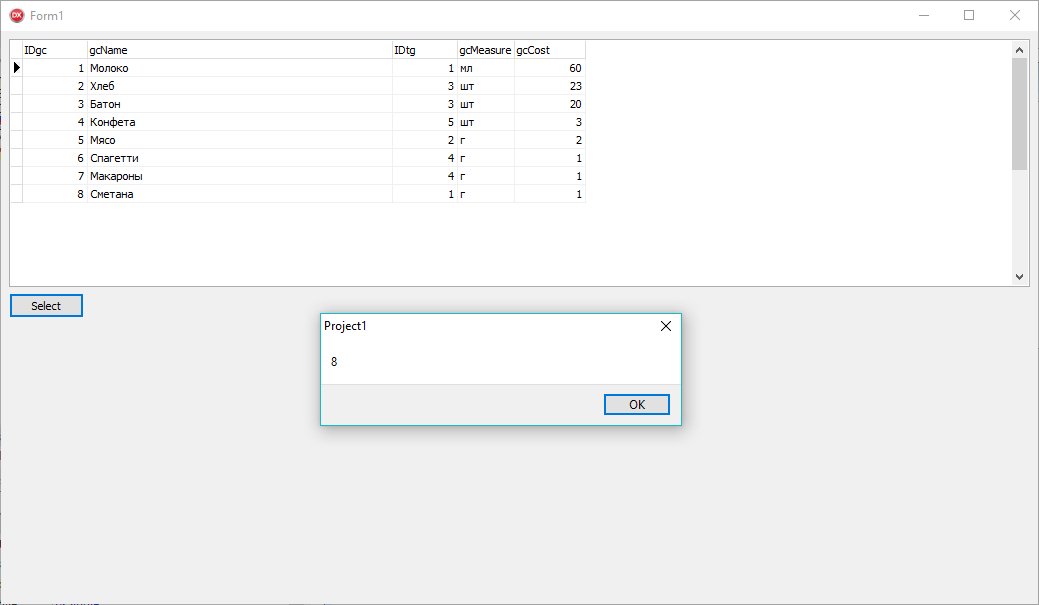 DX Form1
IDgc gcName IDtg gcMeasure gcCost
1 Молоко 1 мл 60
2 Хлеб 3 шт 23
3 Батон 3 шт 20
4 Конфета 5 шт 3
5 Мясо 2 г 2
6 Спагетти 4 г 1
7 Макароны 4 г 1
8 Сметана 1 г 1
Select
Project1
8
OK